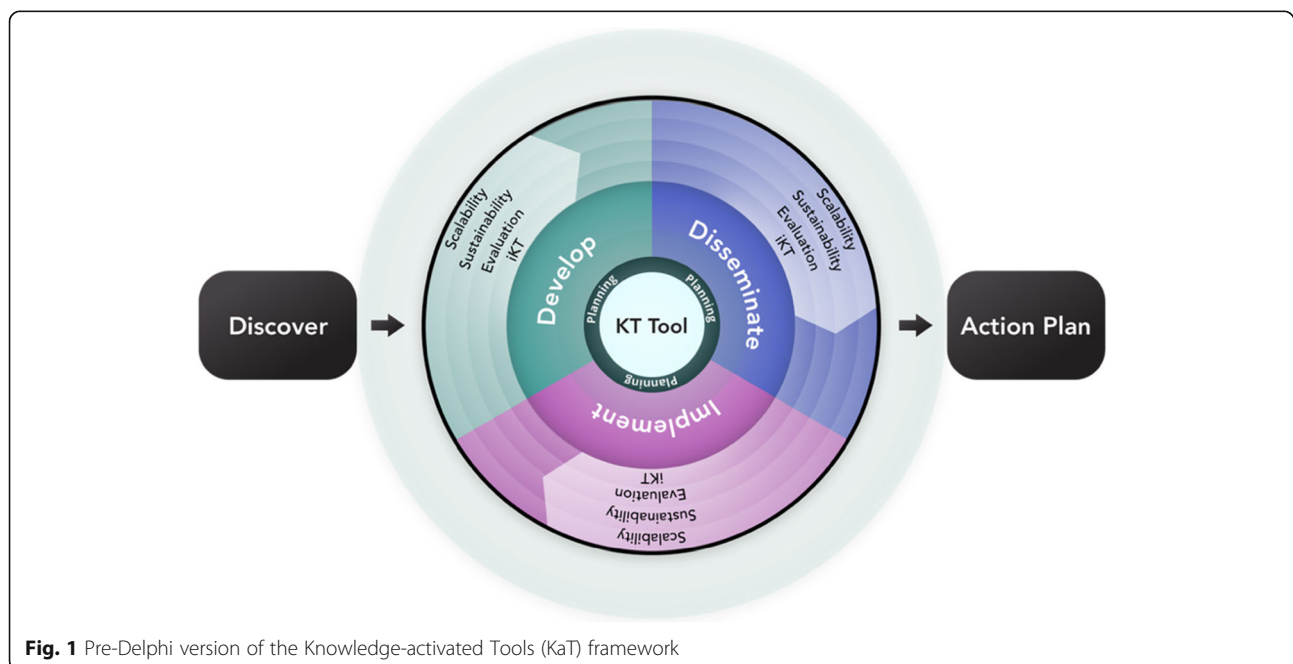 Discover
Develop
Scalability
Sustainability
Evaluation
iKT
Disseminate
Scalability
Sustainability
Evaluation
iKT
Planning
Planning
KT Tool
Planning
Implement
iKT
Evaluation
Sustainability
Scalability
Action Plan
Fig. 1 Pre-Delphi version of the Knowledge-activated Tools (KaT) framework